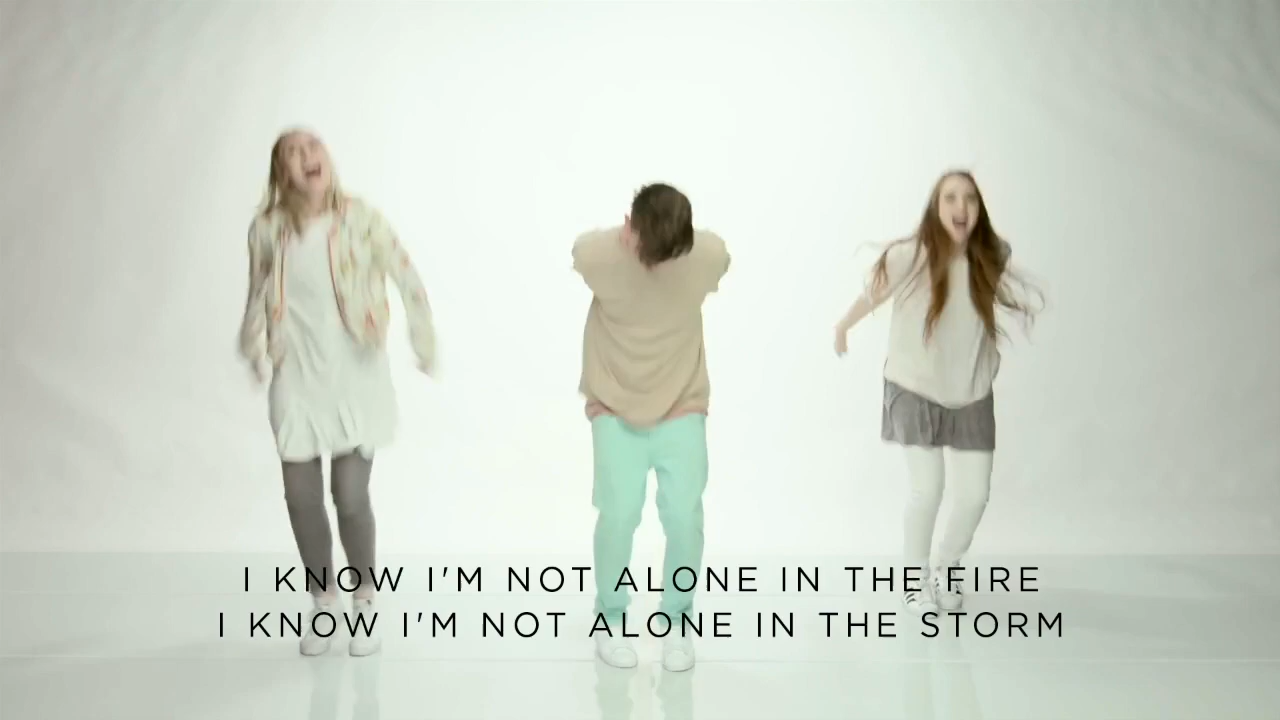 I KNOW I'M NOT ALONE IN THE FIRE
I KNOW I'M NOT ALONE IN THE STORM